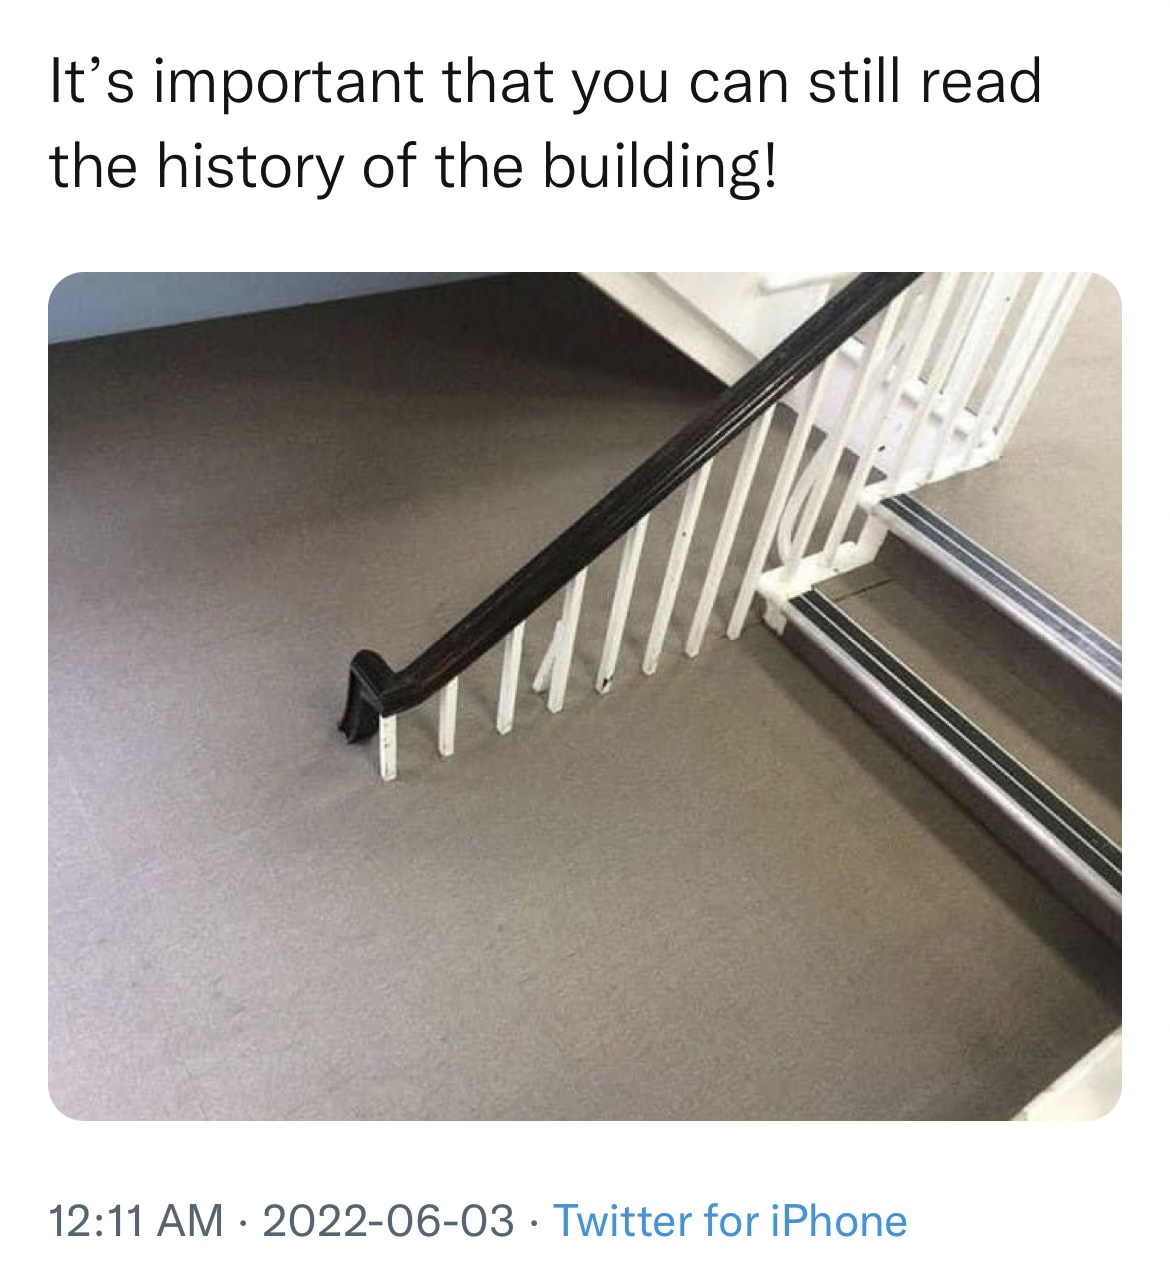 It’s important that you can still read
the history of the building!
12:11 AM · 2022-06-03 · Twitter for iPhone